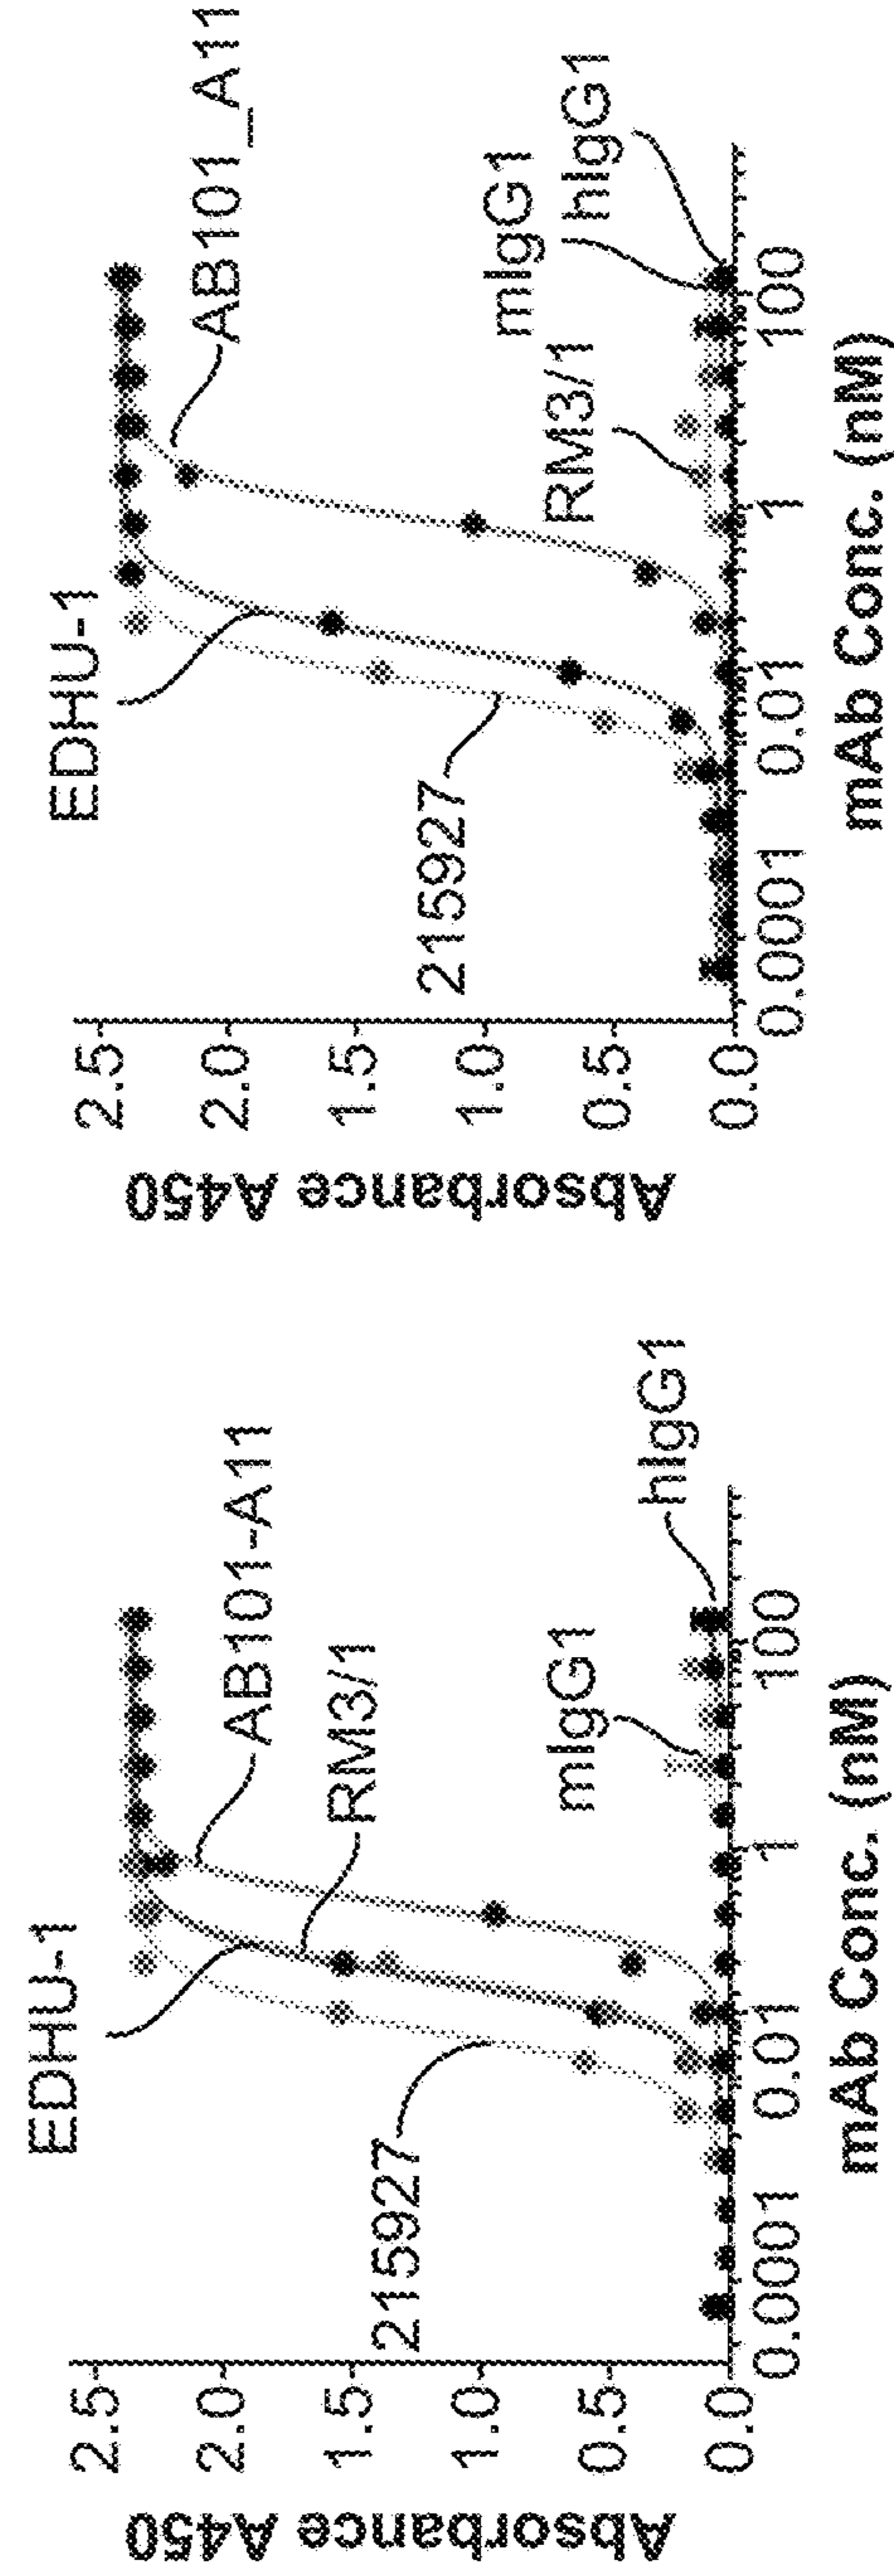 EDHU-1
AB101-A11
RM3/1
215927
mIgG1
hIgG1
2.5
2.0
1.5
1.0
0.5
0.0
Absorbance A450
0.0001
0.01
1
100
mAb Conc. (nM)
EDHU-1
AB101_A11
215927
RM3/1
mIgG1
hIgG1
2.5
2.0
1.5
1.0
0.5
0.0
Absorbance A450
0.0001
0.01
1
100
mAb Conc. (nM)